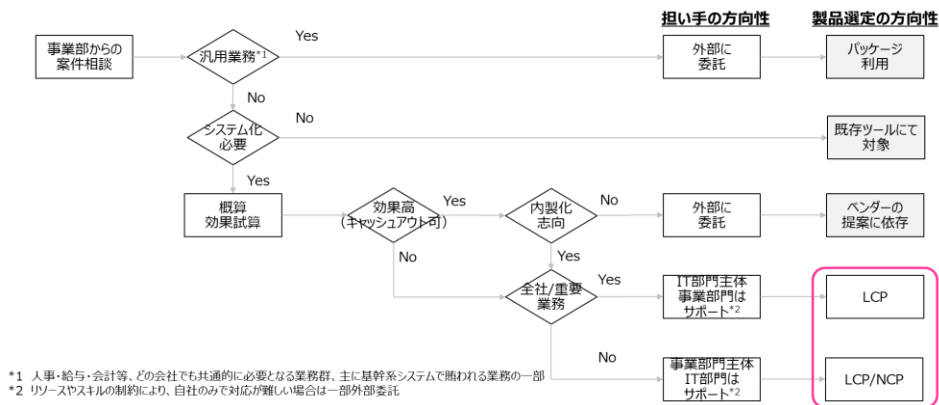 担い手の方向性
製品選定の方向性
事業部からの
案件相談
汎用業務*1
Yes
外部に
委託
パッケージ
利用
No
システム化
必要
No
既存ツールにて
対象
Yes
概算
効果試算
効果高
(キャッシュアウト可)
Yes
内製化
志向
No
外部に
委託
ベンダーの
提案に依存
No
Yes
全社/重要
業務
Yes
IT部門主体
事業部門は
サポート*2
LCP
No
事業部門主体
IT部門は
サポート*2
LCP/NCP
*1 人事・給与・会計等、どの会社でも共通的に必要となる業務群、主に基幹系システムで賄われる業務の一部
*2 リソースやスキルの制約により、自社のみで対応が難しい場合は一部外部委託